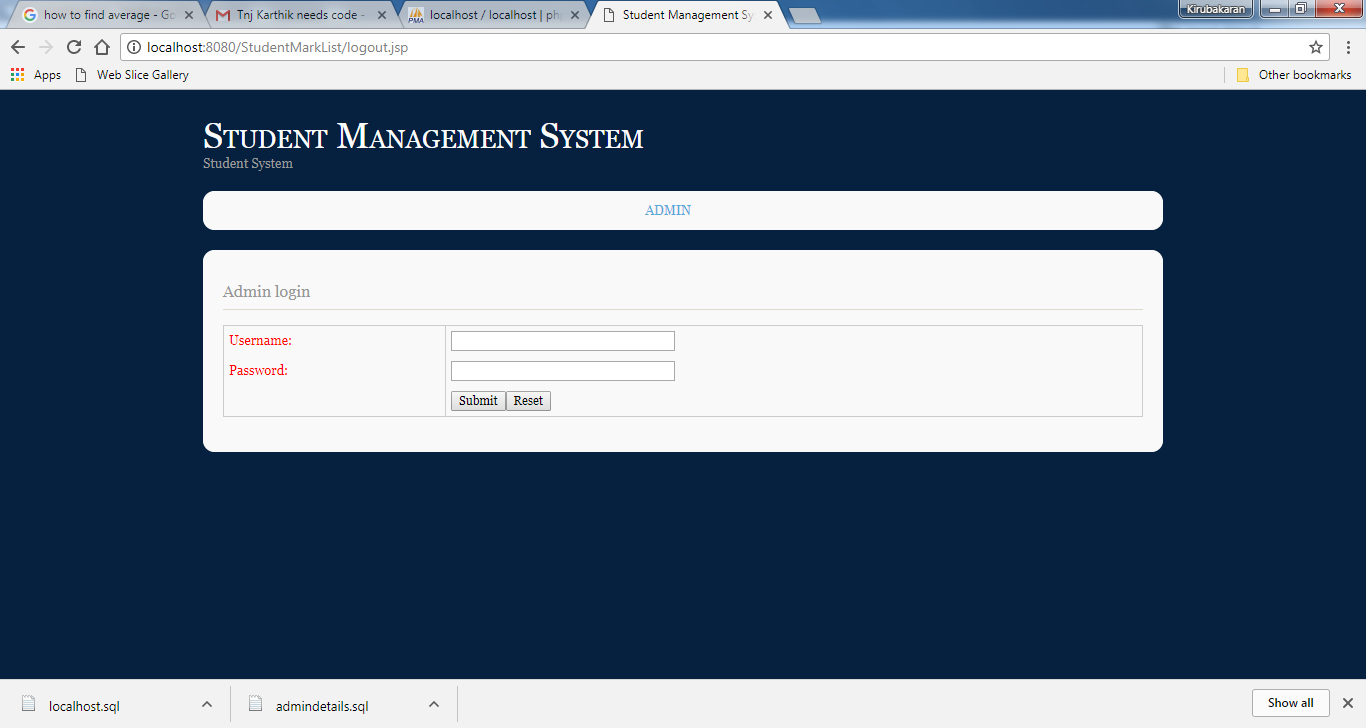 how to find average - Go
Tnj Karthik needs code -
localhost / localhost | ph
Student Management Sy
Kirubakaran
localhost:8080/StudentMarkList/logout.jsp
Apps
Web Slice Gallery
Other bookmarks
Student Management System
Student System
ADMIN
Admin login
Username:
Password:
Submit Reset
localhost.sql
admindetails.sql
Show all